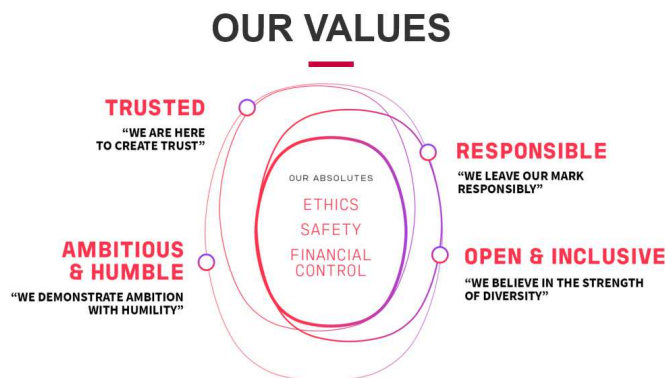 OUR VALUES
TRUSTED
“WE ARE HERE
TO CREATE TRUST”
RESPONSIBLE
“WE LEAVE OUR MARK
RESPONSIBLY”
OUR ABSOLUTES
ETHICS
SAFETY
FINANCIAL
CONTROL
AMBITIOUS
& HUMBLE
“WE DEMONSTRATE AMBITION
WITH HUMILITY”
OPEN & INCLUSIVE
“WE BELIEVE IN THE STRENGTH
OF DIVERSITY”